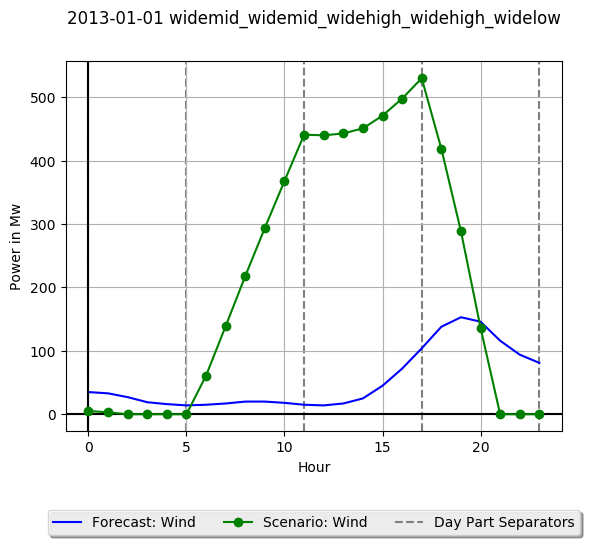 2013-01-01 widemid_widemid_widehigh_widehigh_widelow
500
400
300
200
100
0
Power in Mw
0 5 10 15 20
Hour
Forecast: Wind Scenario: Wind Day Part Separators